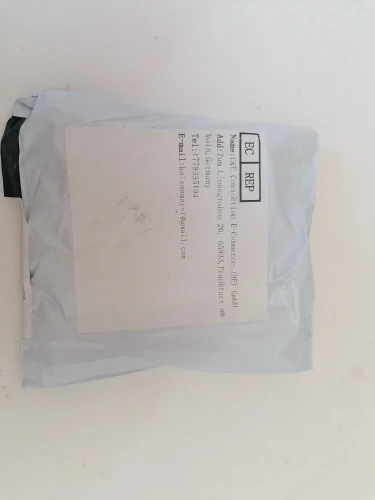 EC REP
Name:C&E Connection E-Commerce (DE) GmbH
Add:Zum Linnegraben 20, 65933, Frankfurt am
Main, Germany
Tel:
E-mail: